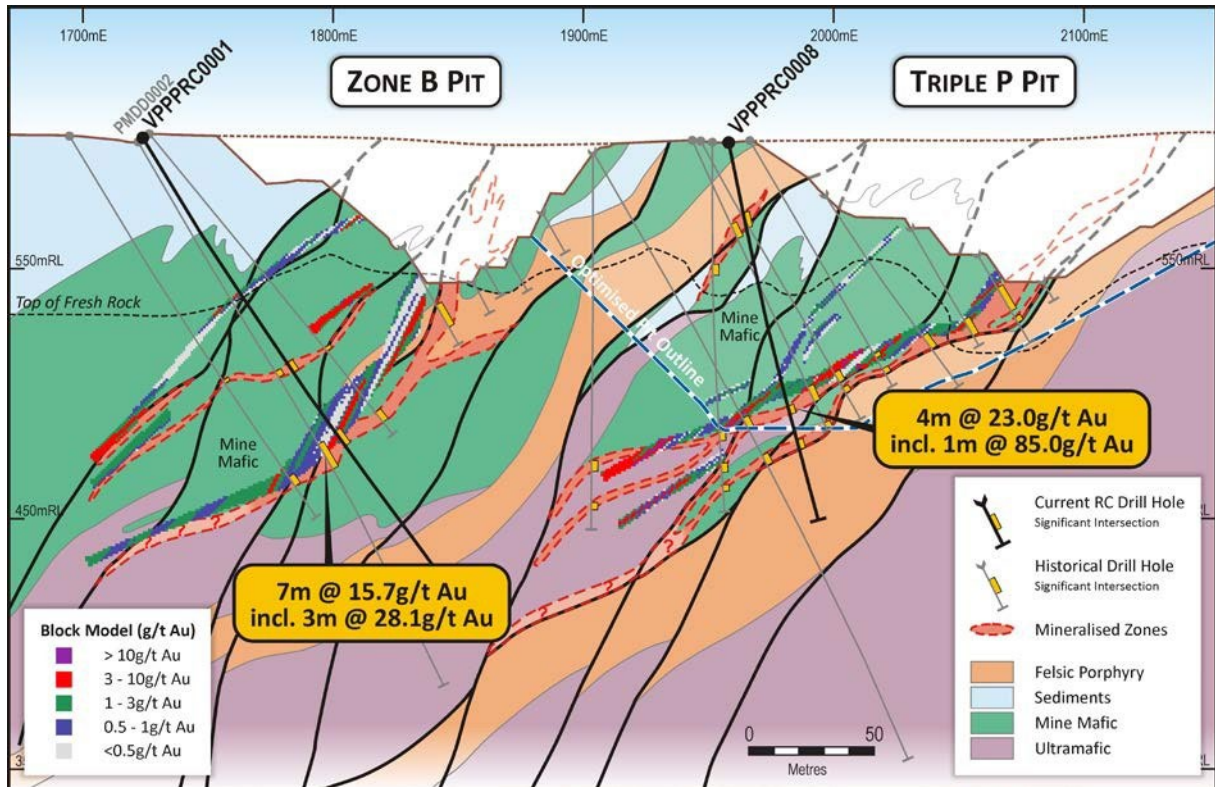 1700mE
1800mE
1900mE
2000mE
2100mE
PMDD0002
VPPPRC0001
ZONE B PIT
VPPPRC0008
TRIPLE P PIT
550mRL
550mRL
Top of Fresh Rock
Optimised Pit Outline
Mine
Mafic
Mine
Mafic
4m @ 23.0g/t Au
incl. 1m @ 85.0g/t Au
450mRL
7m @ 15.7g/t Au
incl. 3m @ 28.1g/t Au
?
?
?
?
?
?
Block Model (g/t Au)
> 10g/t Au
3 - 10g/t Au
1 - 3g/t Au
0.5 - 1g/t Au
<0.5g/t Au
0
50
Metres
Current RC Drill Hole
Significant Intersection
Historical Drill Hole
Significant Intersection
Mineralised Zones
Felsic Porphyry
Sediments
Mine Mafic
Ultramafic